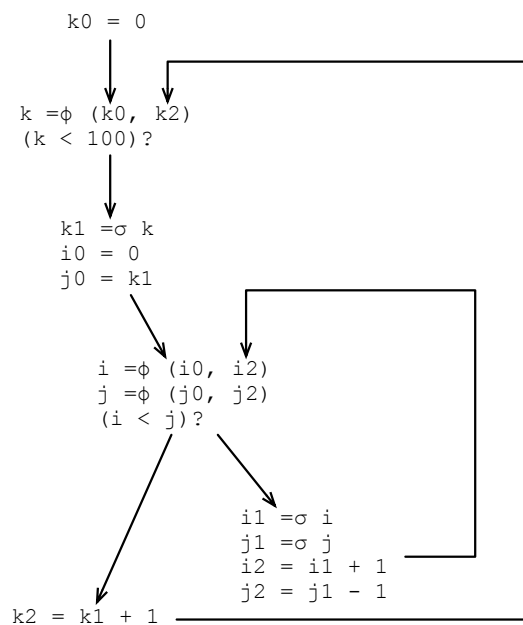 k0 = 0
k =ϕ (k0, k2)
(k < 100)?
k1 =σ k
i0 = 0
j0 = k1
i =ϕ (i0, i2)
j =ϕ (j0, j2)
(i < j)?
i1 =σ i
j1 =σ j
i2 = i1 + 1
j2 = j1 - 1
k2 = k1 + 1